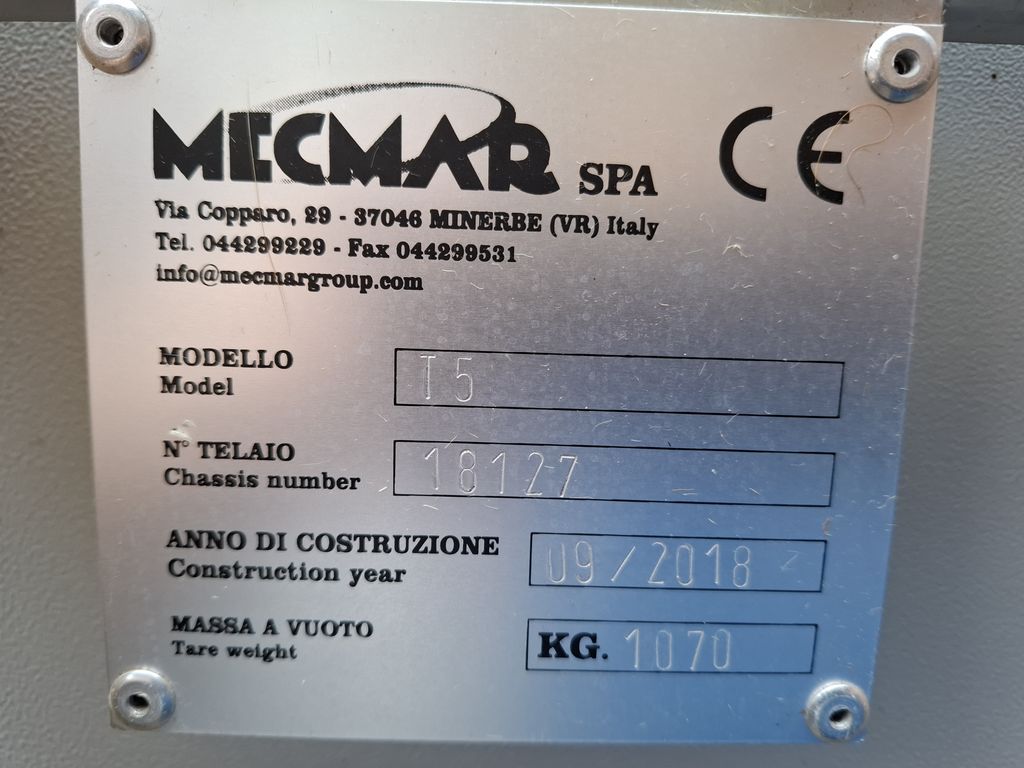 MECMAR SPA CE
Via Copparo, 29 - 37046 MINERBE (VR) Italy
Tel. 044299229 - Fax 044299531
info@mecmargroup.com
MODELLO
Model
T5
N° TELAIO
Chassis number
18127
ANNO DI COSTRUZIONE
Construction year
09/2018
MASSA A VUOTO
Tare weight
KG. 1070